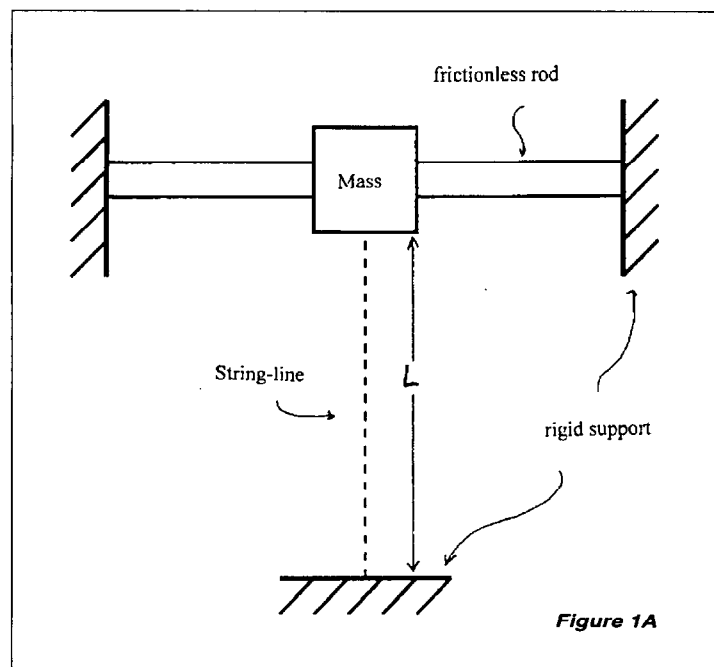 frictionless rod
Mass
String-line
L
rigid support
Figure 1A